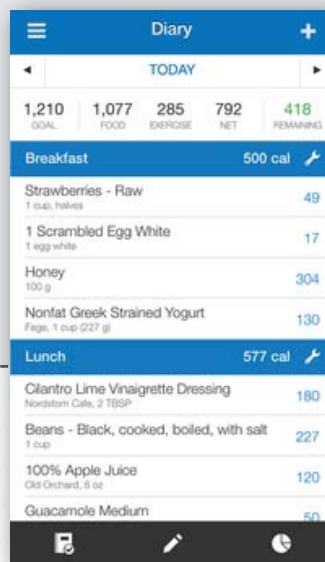 Diary
TODAY
1,210 1,077 285 792 418
GOAL FOOD EXERCISE NET REMAINING
Breakfast 500 cal
Strawberries - Raw 49
1 cup, halves
1 Scrambled Egg White 17
1 egg white
Honey 304
100 g
Nonfat Greek Strained Yogurt 130
Fage, 1 cup (227 g)
Lunch 577 cal
Cilantro Lime Vinaigrette Dressing 180
Nordstom Cafe, 2 TBSP
Beans - Black, cooked, boiled, with salt 227
1 cup
100% Apple Juice 120
Old Orchard, 8 oz
Guacamole Medium 50